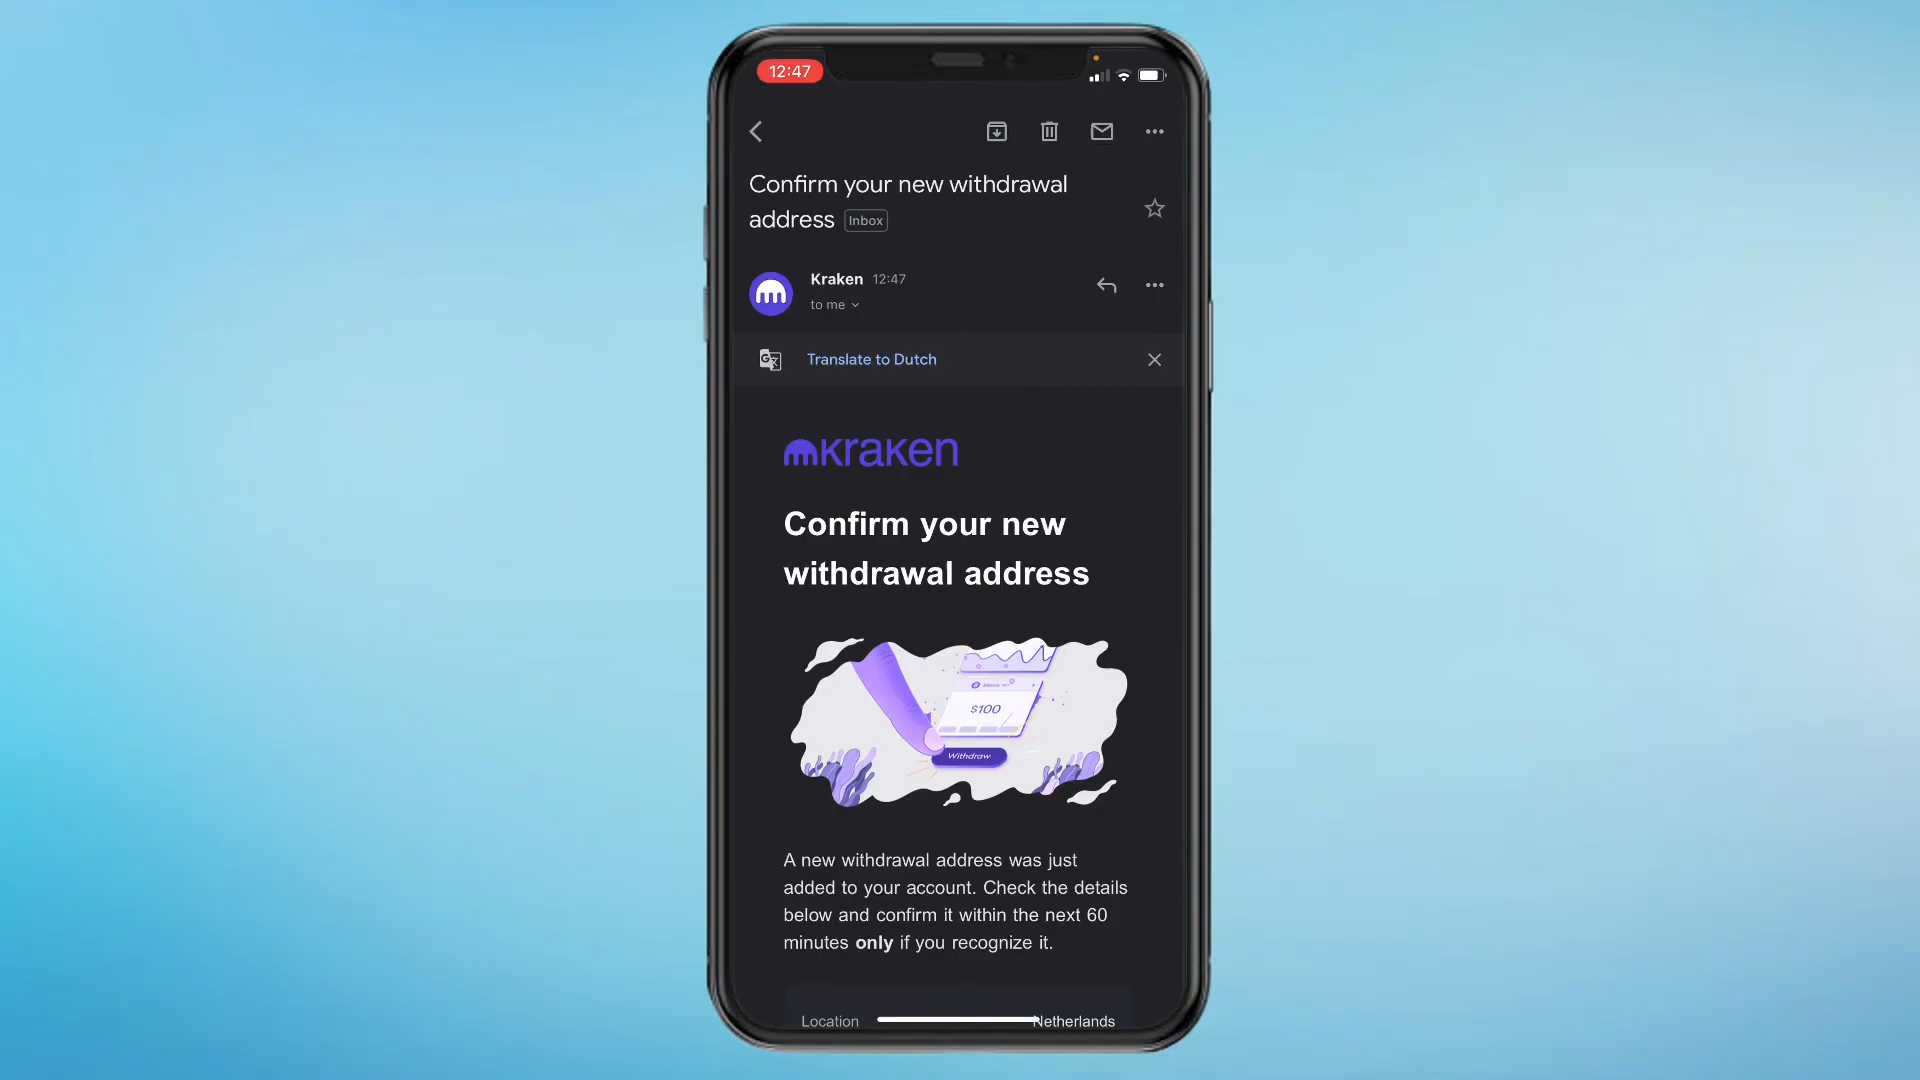 12:47
Confirm your new withdrawal
address Inbox
Kraken 12:47
to me
Translate to Dutch
mkraken
Confirm your new
withdrawal address
$100
Withdraw
A new withdrawal address was just
added to your account. Check the details
below and confirm it within the next 60
minutes only if you recognize it.
Location Netherlands